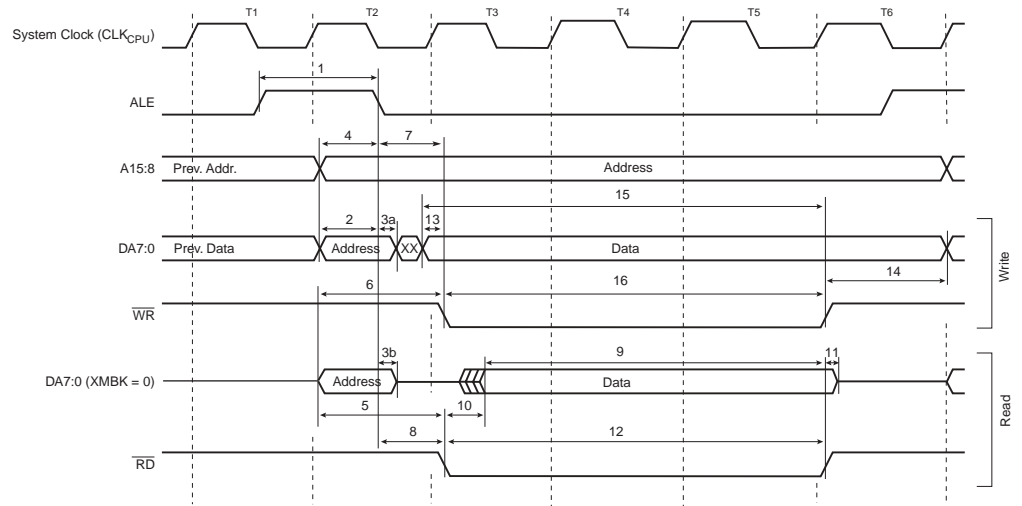 T1 T2 T3 T4 T5 T6
System Clock (CLKCPU)
1
ALE
4 7
A15:8 Prev. Addr. Address
15
2 3a 13
DA7:0 Prev. Data Address XX Data
14
6 16
WR
Write
3b 9 11
DA7:0 (XMBK = 0) Address Data
5 10
8 12
RD
Read